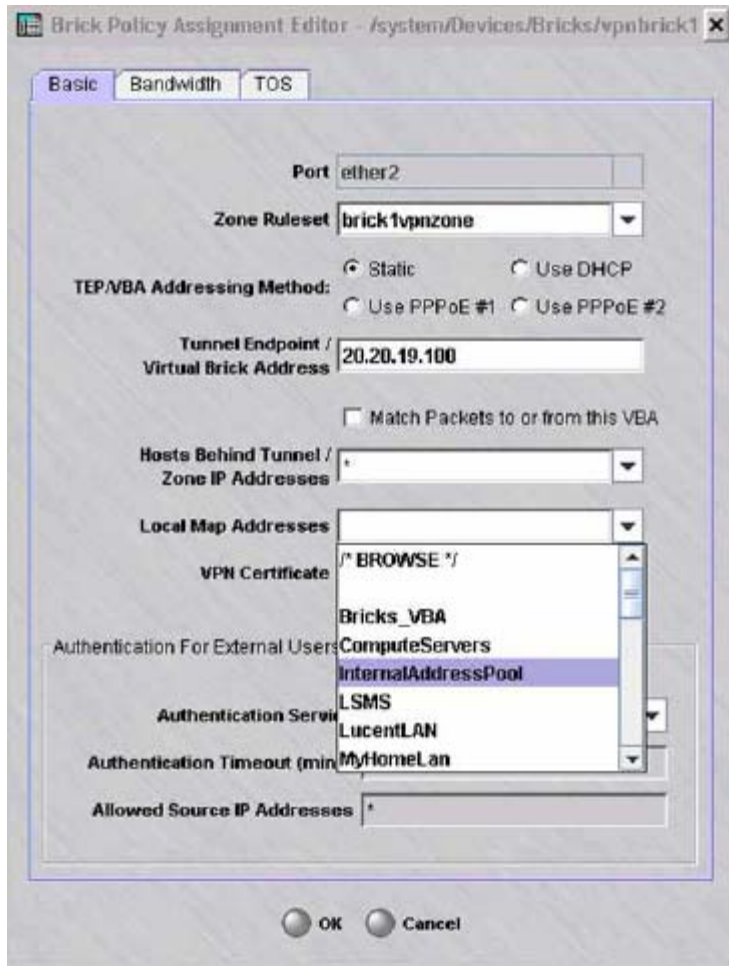 Brick Policy Assignment Editor - /system/Devices/Bricks/vpnbrick1
Basic Bandwidth TOS
Port ether2
Zone Ruleset brick1vpnzone
TEP/VBA Addressing Method: Static Use DHCP
Use PPPoE #1 Use PPPoE #2
Tunnel Endpoint /
Virtual Brick Address 20.20.19.100
Match Packets to or from this VBA
Hosts Behind Tunnel /
Zone IP Addresses *
Local Map Addresses
/* BROWSE */
VPN Certificate
Bricks_VBA
Authentication For External Users ComputeServers
InternalAddressPool
LSMS
Authentication Servi LucentLAN
Authentication Timeout (min MyHomeLan
Allowed Source IP Addresses *
OK Cancel